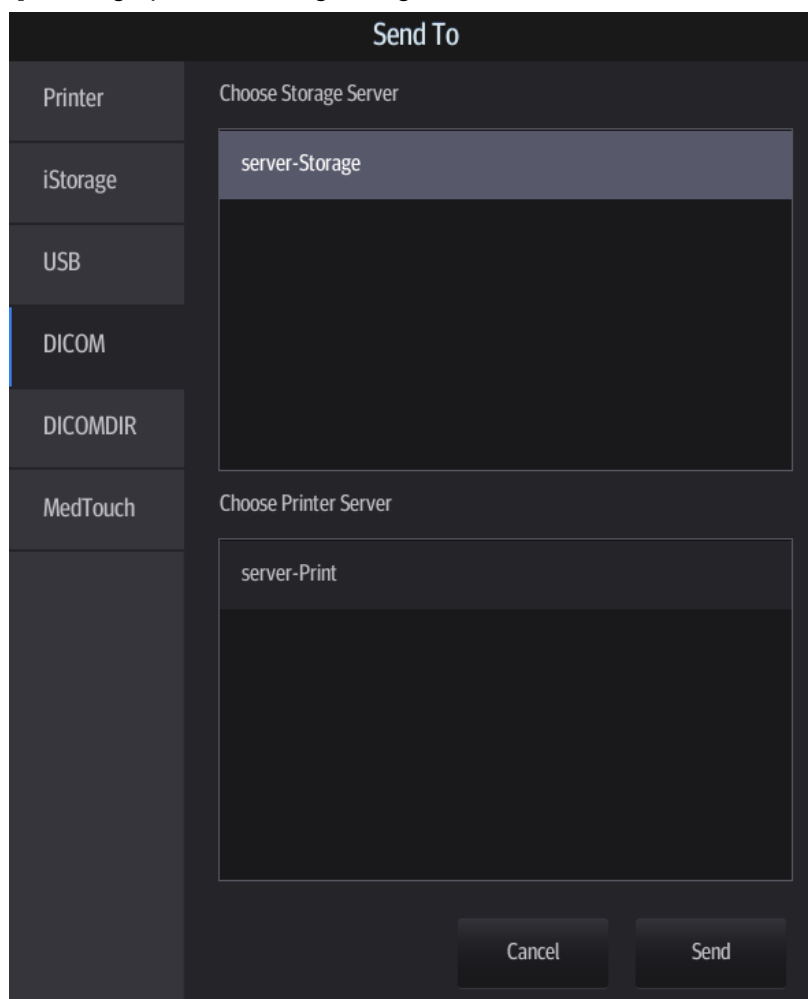 Send To
Printer
iStorage
USB
DICOM
DICOMDIR
MedTouch
Choose Storage Server
server-Storage
Choose Printer Server
server-Print
Cancel
Send